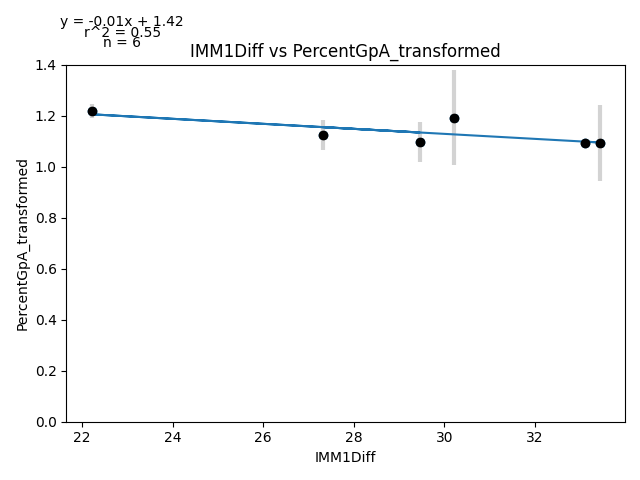 y = -0.01x + 1.42
r^2 = 0.55
n = 6
IMM1Diff vs PercentGpA_transformed
1.4
1.2
1.0
0.8
0.6
0.4
0.2
0.0
PercentGpA_transformed
22 24 26 28 30 32
IMM1Diff